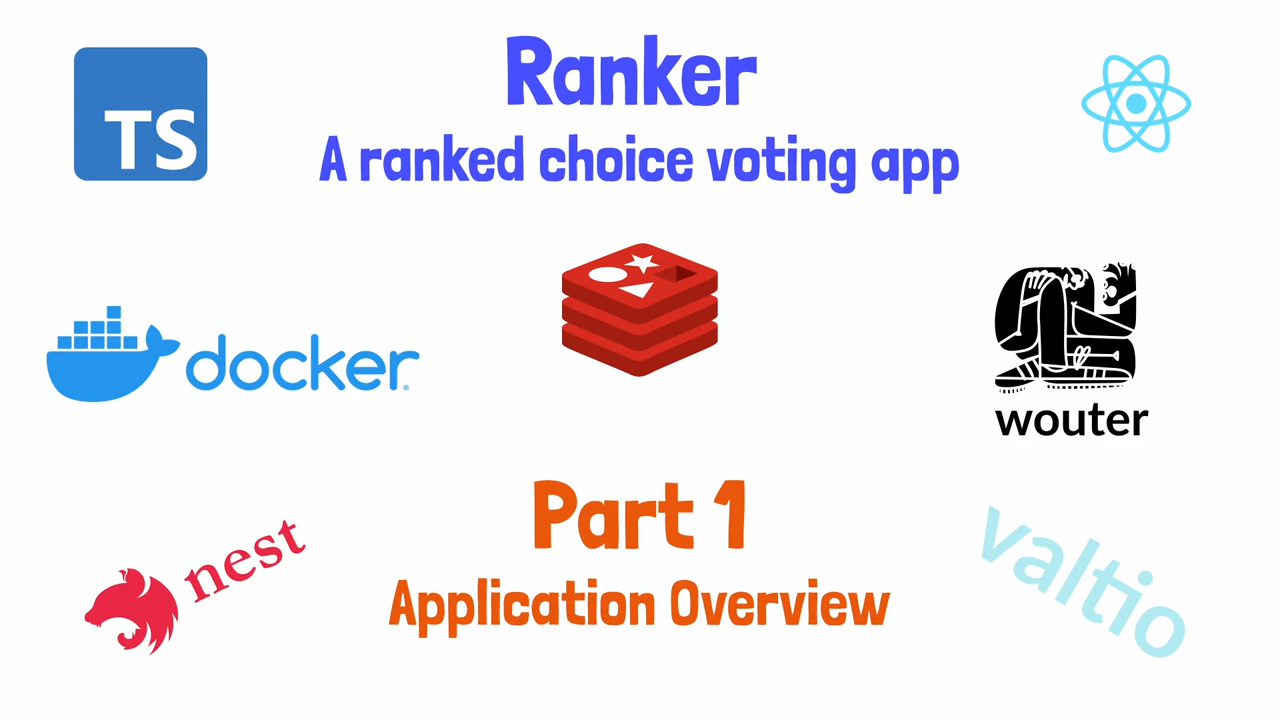 Ranker
TS
A ranked choice voting app
docker
wouter
Part 1
nest
valtio
Application Overview